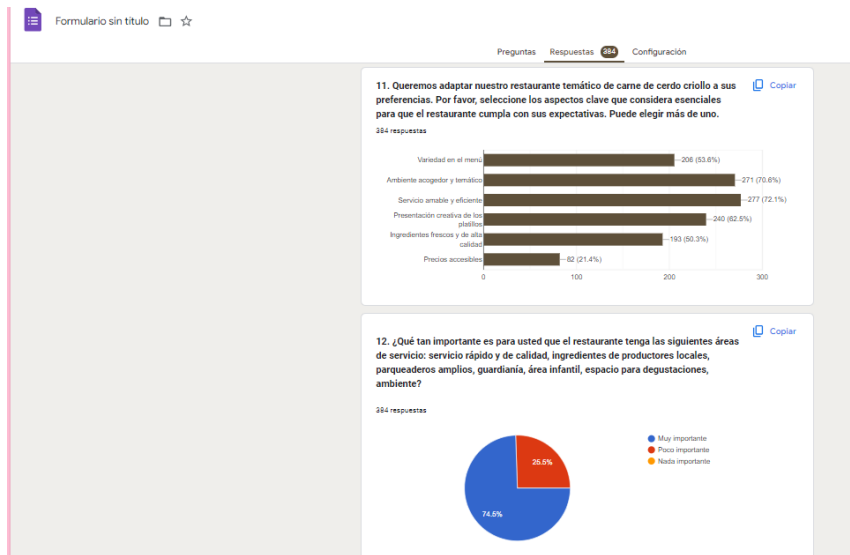 Formulario sin título
Preguntas Respuestas 384 Configuración
11. Queremos adaptar nuestro restaurante temático de carne de cerdo criollo a sus
preferencias. Por favor, seleccione los aspectos clave que considera esenciales
para que el restaurante cumpla con sus expectativas. Puede elegir más de uno.
Copiar
384 respuestas
Variedad en el menú
206 (53.6%)
Ambiente acogedor y temático
271 (70.6%)
Servicio amable y eficiente
277 (72.1%)
Presentación creativa de los
platillos
240 (62.5%)
Ingredientes frescos y de alta
calidad
193 (50.3%)
Precios accesibles
82 (21.4%)
0 100 200 300
Copiar
12. ¿Qué tan importante es para usted que el restaurante tenga las siguientes áreas
de servicio: servicio rápido y de calidad, ingredientes de productores locales,
parqueaderos amplios, guardianía, área infantil, espacio para degustaciones,
ambiente?
384 respuestas
Muy importante
Poco importante
Nada importante
25.5%
74.5%